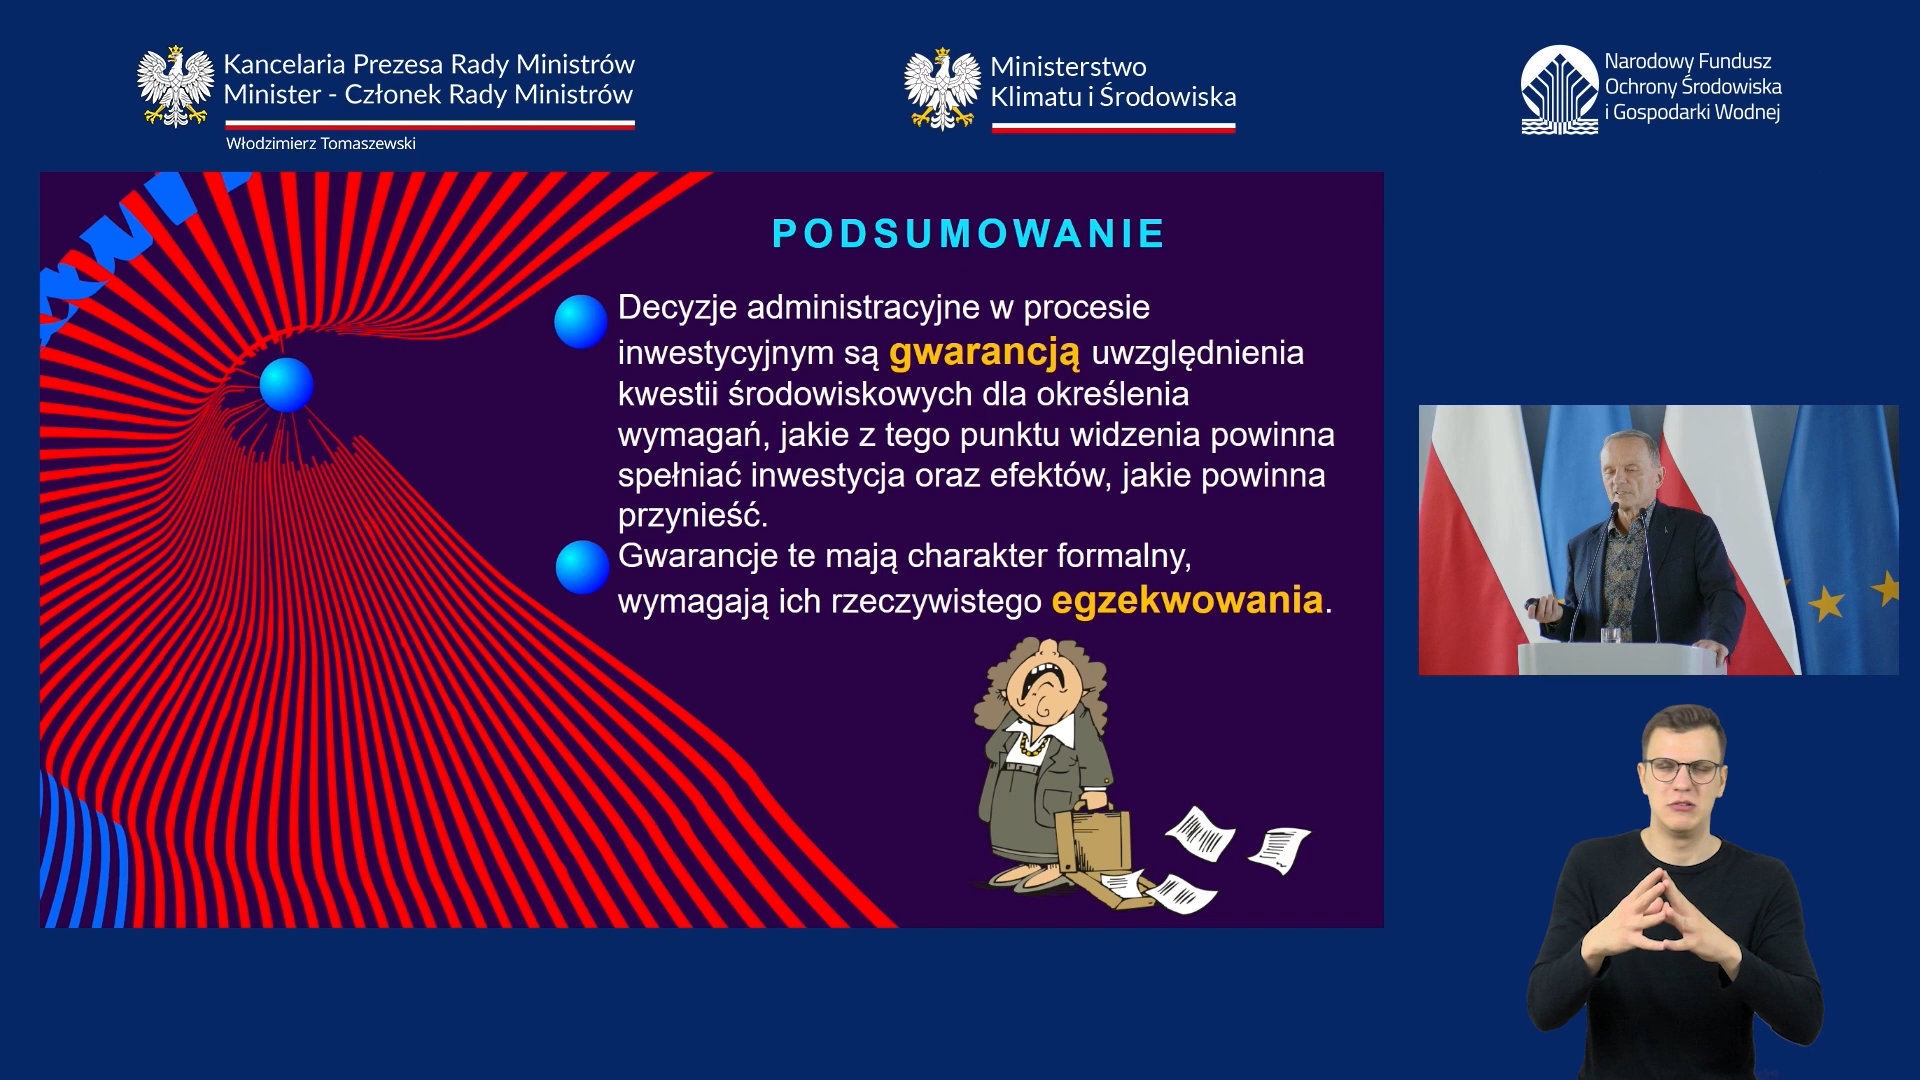 Kancelaria Prezesa Rady Ministrów
Minister - Członek Rady Ministrów
Włodzimierz Tomaszewski
Ministerstwo
Klimatu i Środowiska
Narodowy Fundusz
Ochrony Środowiska
i Gospodarki Wodnej
PODSUMOWANIE
Decyzje administracyjne w procesie
inwestycyjnym są gwarancją uwzględnienia
kwestii środowiskowych dla określenia
wymagań, jakie z tego punktu widzenia powinna
spełniać inwestycja oraz efektów, jakie powinna
przynieść.
Gwarancje te mają charakter formalny,
wymagają ich rzeczywistego egzekwowania.